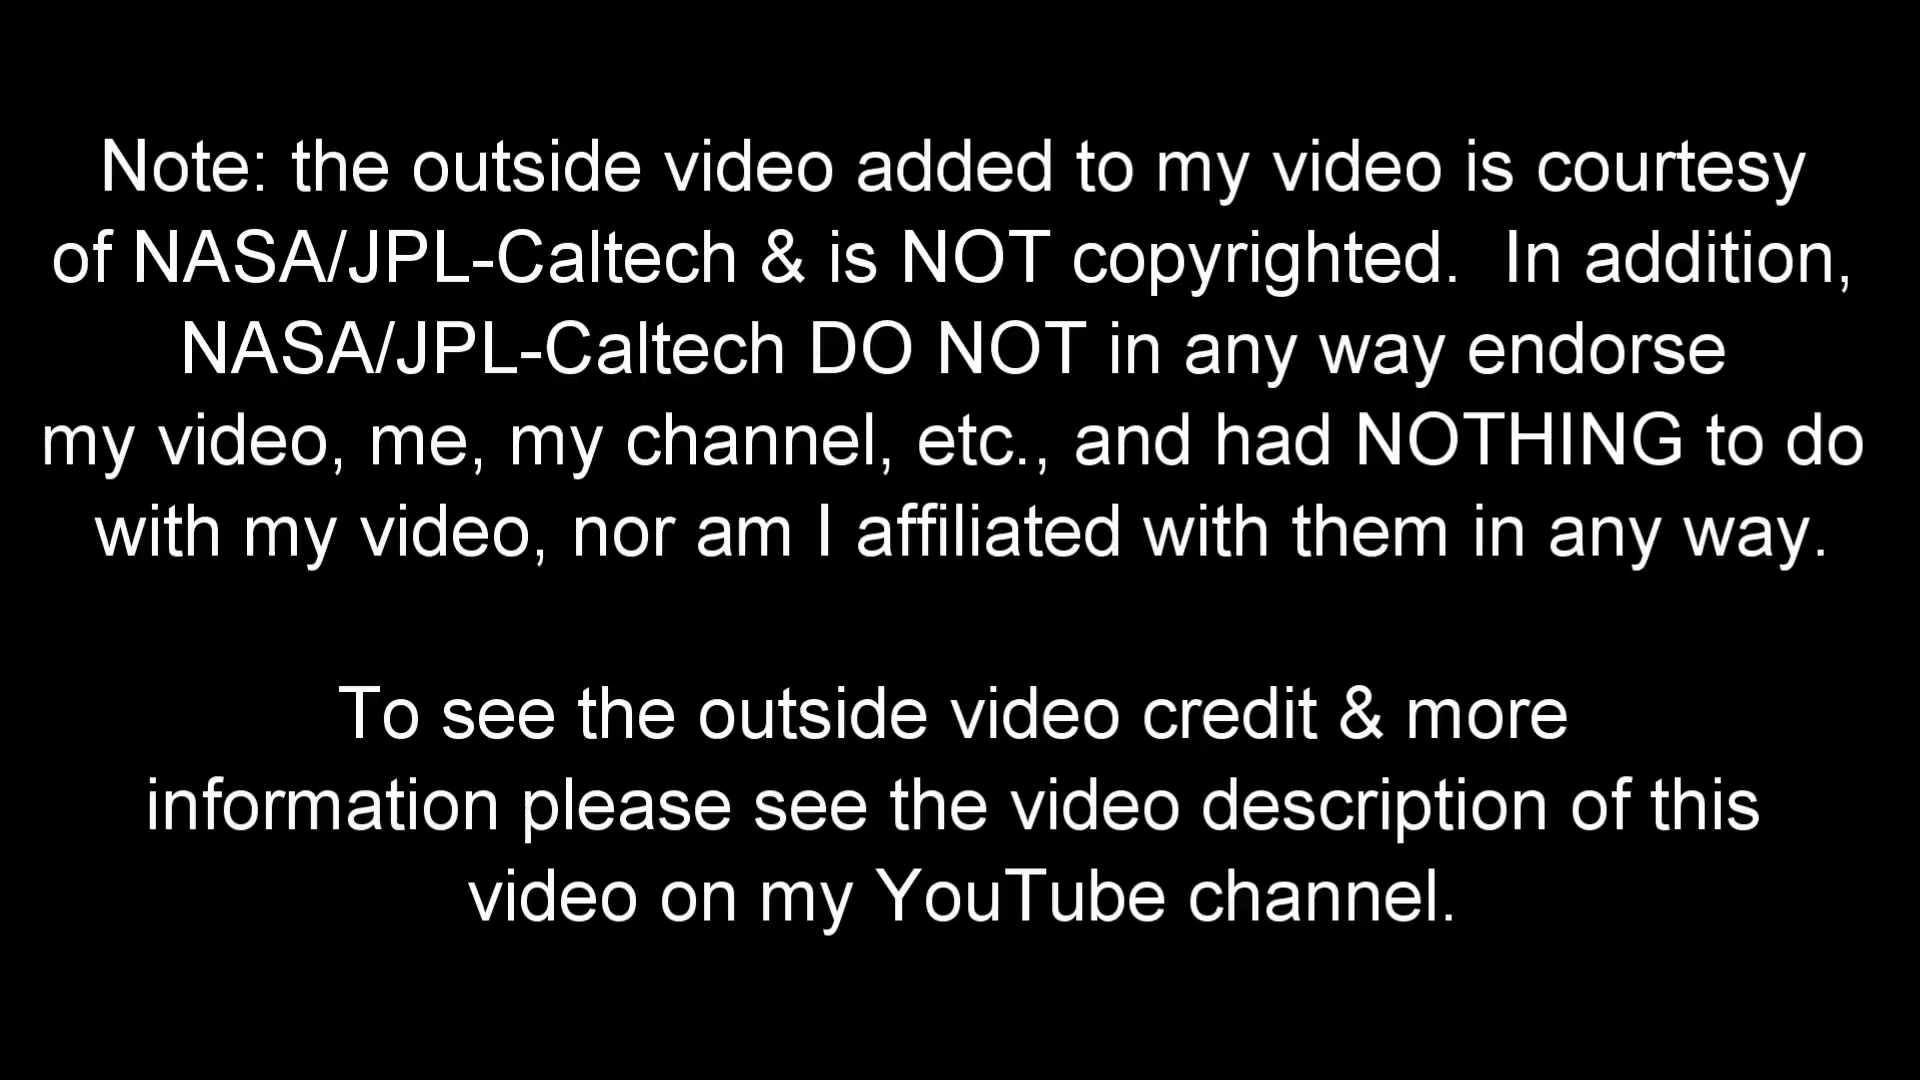 Note: the outside video added to my video is courtesy
of NASA/JPL-Caltech & is NOT copyrighted.  In addition,
NASA/JPL-Caltech DO NOT in any way endorse
my video, me, my channel, etc., and had NOTHING to do
with my video, nor am I affiliated with them in any way.
To see the outside video credit & more
information please see the video description of this
video on my YouTube channel.